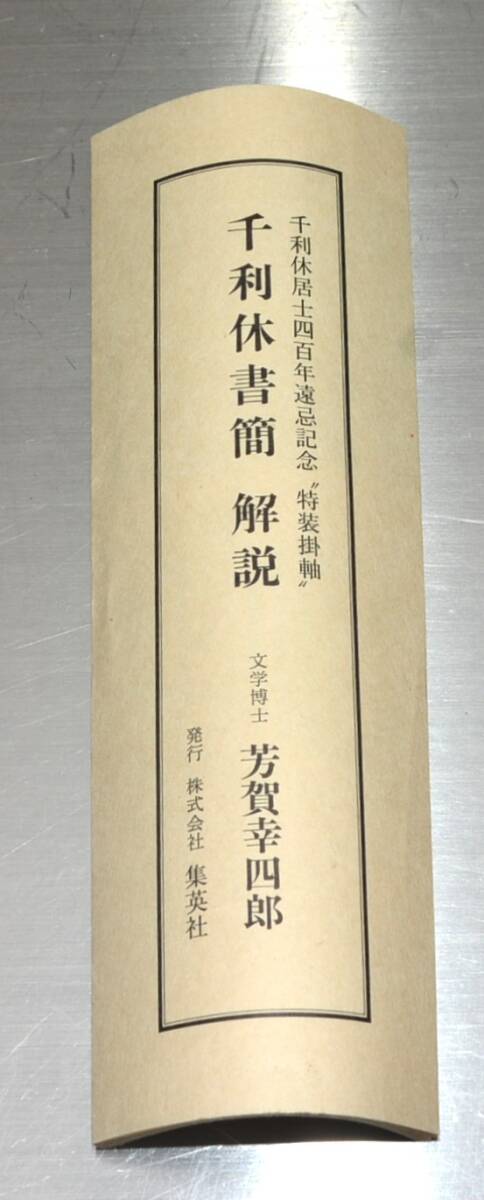 千利休居士四百年遠忌記念〝特装掛軸〟
千利休書簡 解説
文学博士 芳賀幸四郎
発行 株式会社 集英社